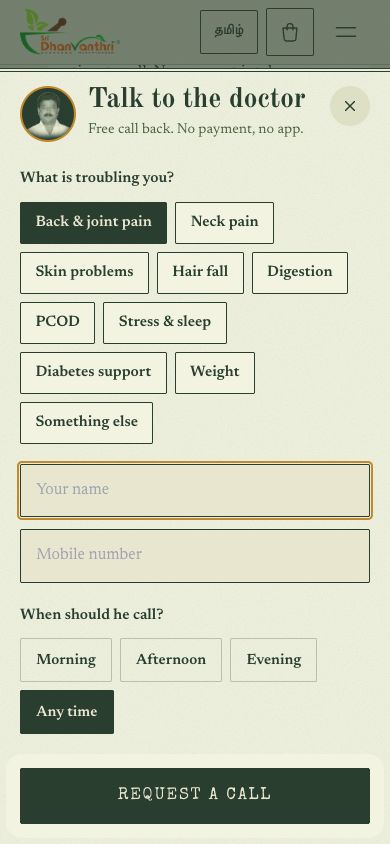 Sri
Dhanvanthri
தமிழ்
Talk to the doctor
Free call back. No payment, no app.
What is troubling you?
Back & joint pain
Neck pain
Skin problems
Hair fall
Digestion
PCOD
Stress & sleep
Diabetes support
Weight
Something else
Your name
Mobile number
When should he call?
Morning
Afternoon
Evening
Any time
REQUEST A CALL